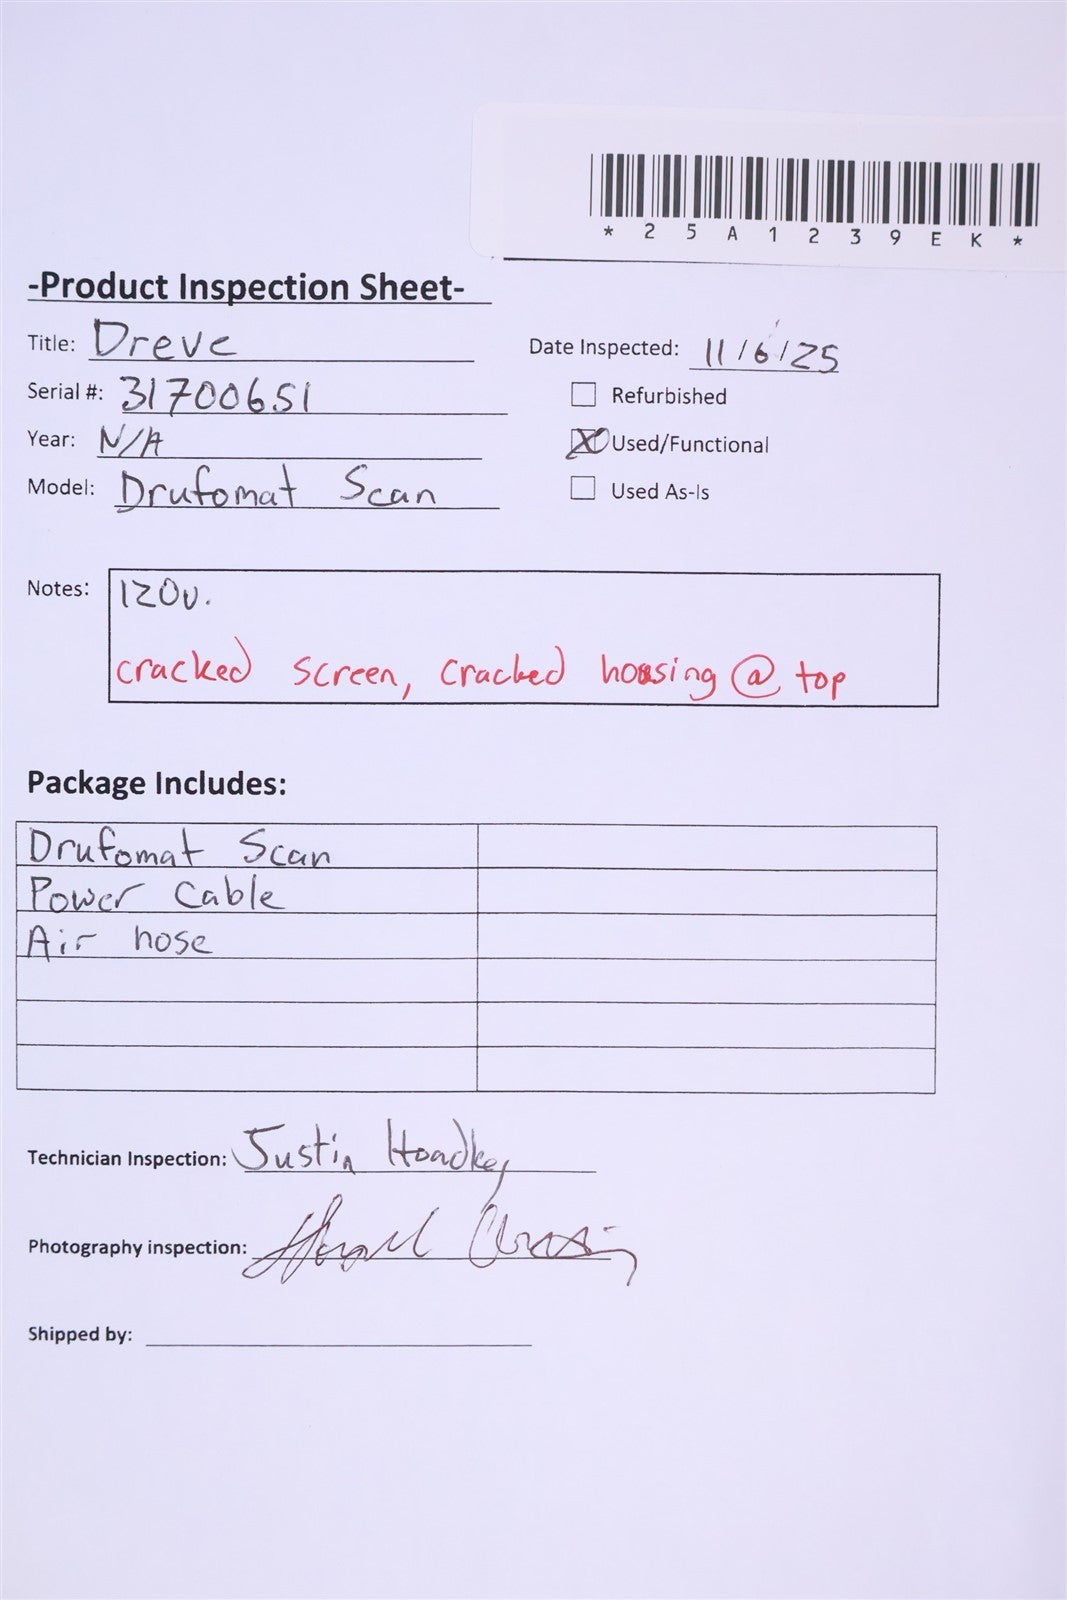 * 2 5 A 1 2 3 9 E K *
-Product Inspection Sheet-
Title: Dreve
Date Inspected: 11/6/25
Serial #: 31700651
Refurbished
Year: N/A
Used/Functional
Model: Drufomat Scan
Used As-Is
Notes: 120v.
cracked screen, cracked housing @ top
Package Includes:
Drufomat Scan
Power Cable
Air hose
Technician Inspection: Justin Hoadley
Photography inspection:
Shipped by: